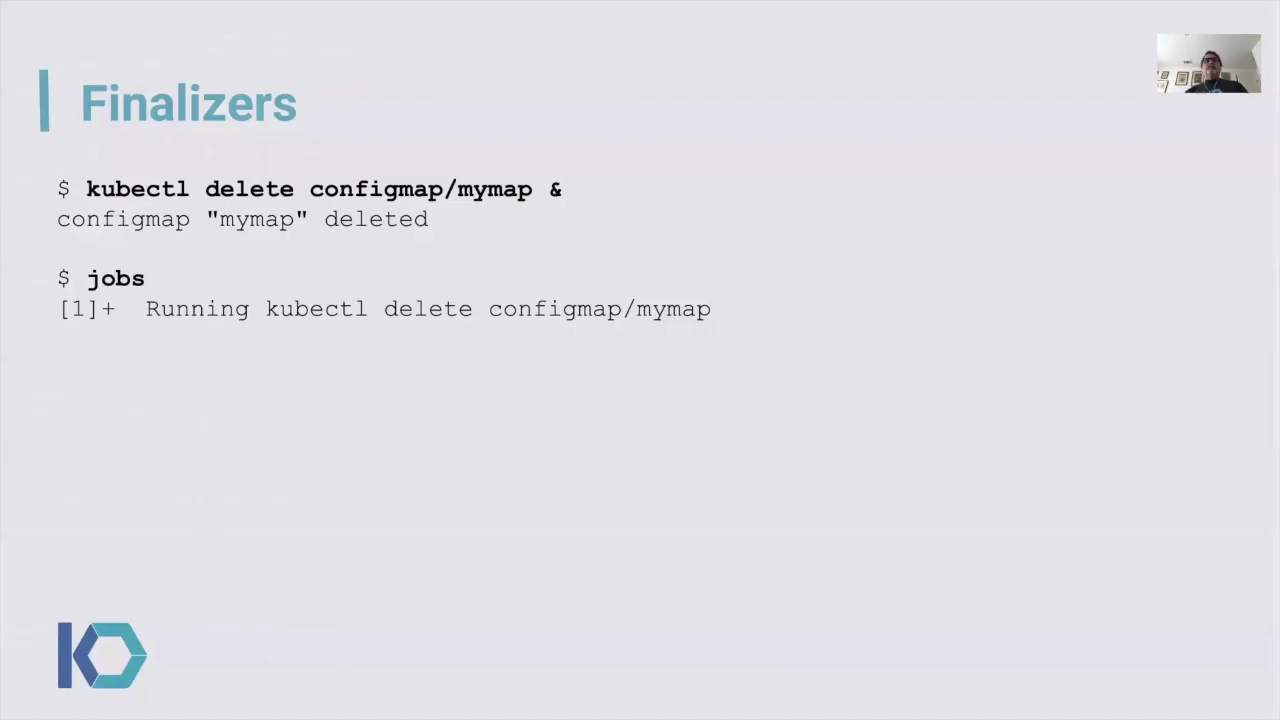 Finalizers
$ kubectl delete configmap/mymap &
configmap "mymap" deleted
$ jobs
[1]+  Running kubectl delete configmap/mymap